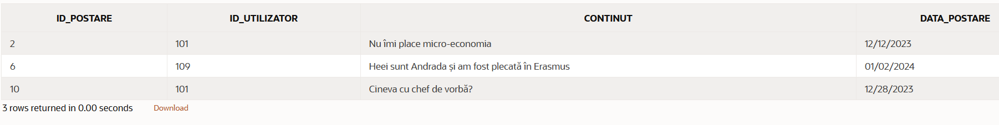 ID_POSTARE ID_UTILIZATOR CONTINUT DATA_POSTARE
2 101 Nu îmi place micro-economia 12/12/2023
6 109 Heei sunt Andrada și am fost plecată în Erasmus 01/02/2024
10 101 Cineva cu chef de vorbă? 12/28/2023
3 rows returned in 0.00 seconds Download